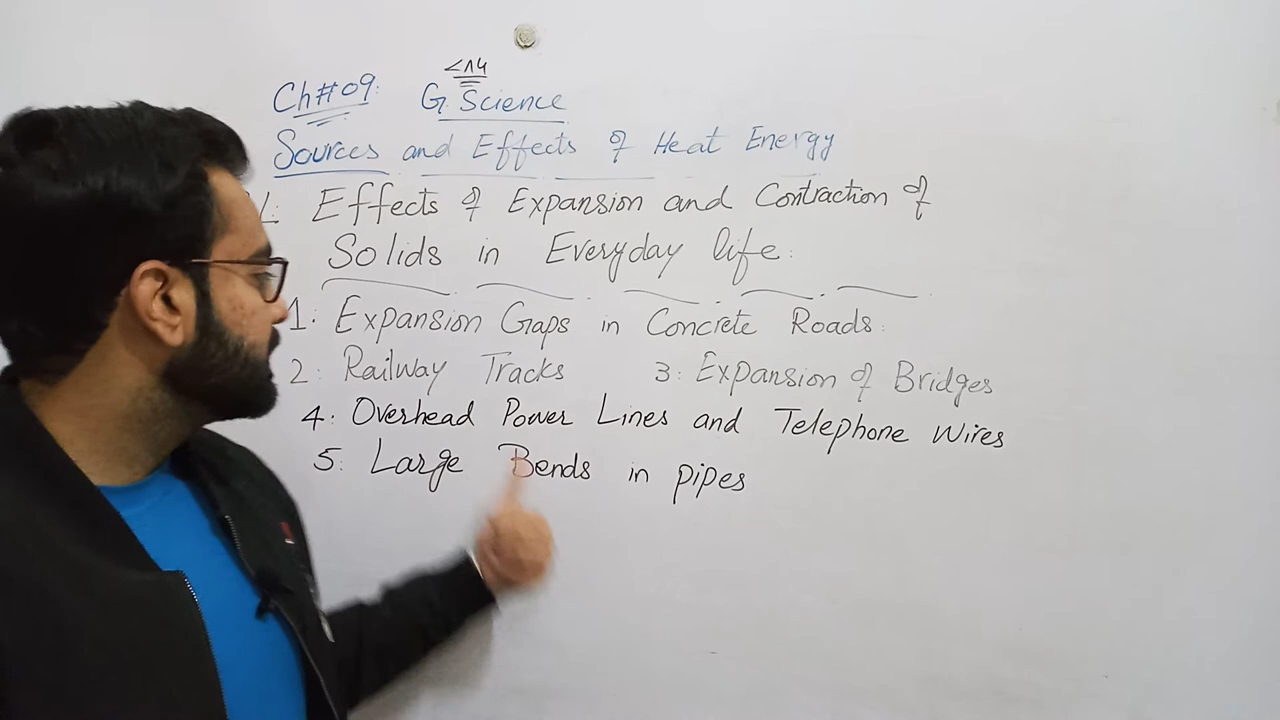 <14
Ch#09: G Science
Sources and Effects of Heat Energy
Effects of Expansion and Contraction of
Solids in Everyday life:
1. Expansion Gaps in Concrete Roads:
2: Railway Tracks 3: Expansion of Bridges
4: Overhead Power Lines and Telephone Wires
5: Large Bends in pipes